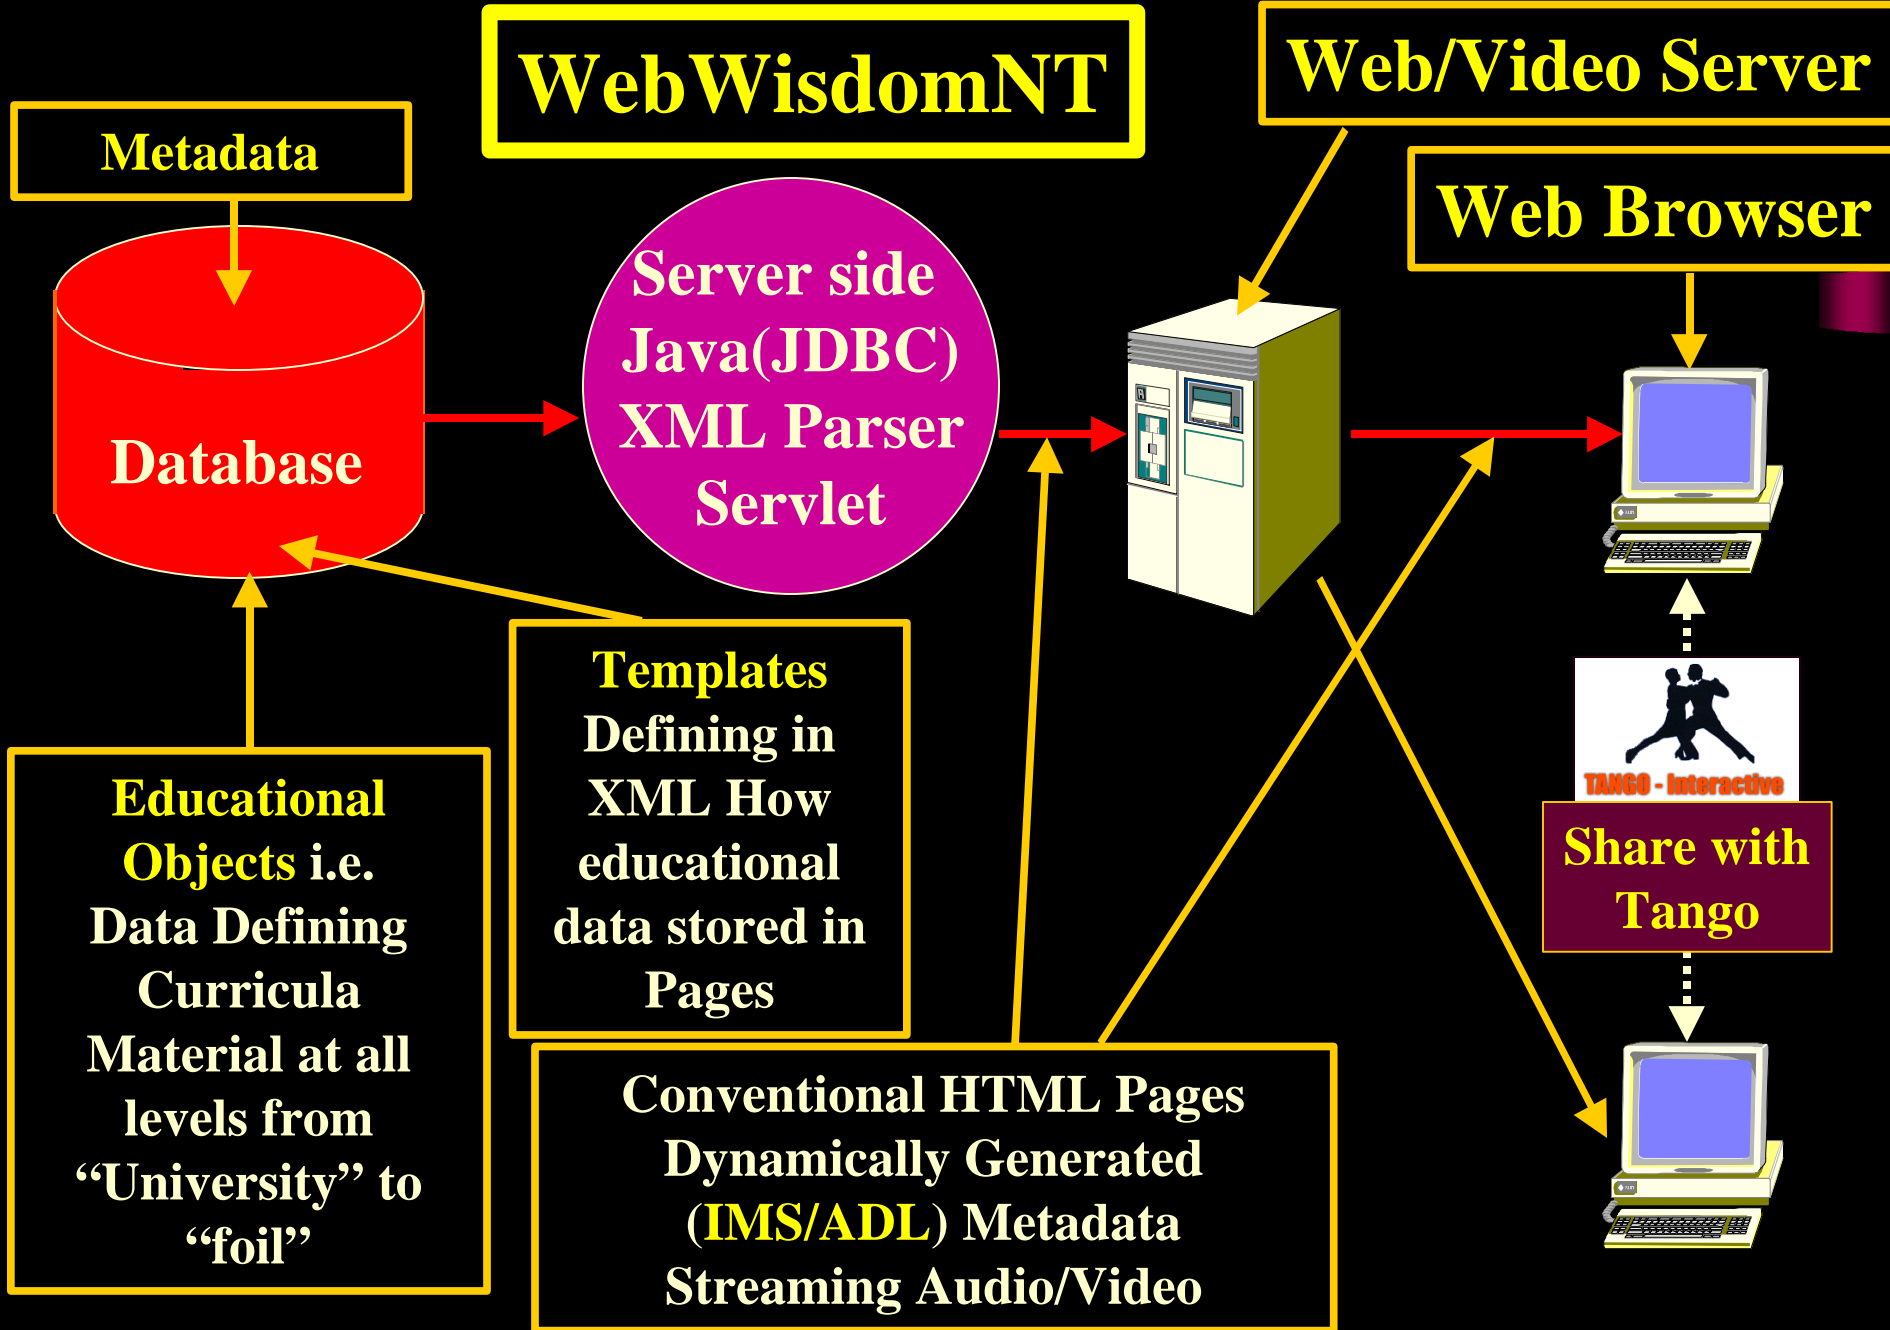 WebWisdomNT
Web/Video Server
Metadata
Web Browser
Server side
Java(JDBC)
XML Parser
Servlet
Database
Templates
Defining in
XML How
educational
data stored in
Pages
Educational
Objects i.e.
Data Defining
Curricula
Material at all
levels from
“University” to
“foil”
TANGO - Interactive
Share with
Tango
Conventional HTML Pages
Dynamically Generated
(IMS/ADL) Metadata
Streaming Audio/Video